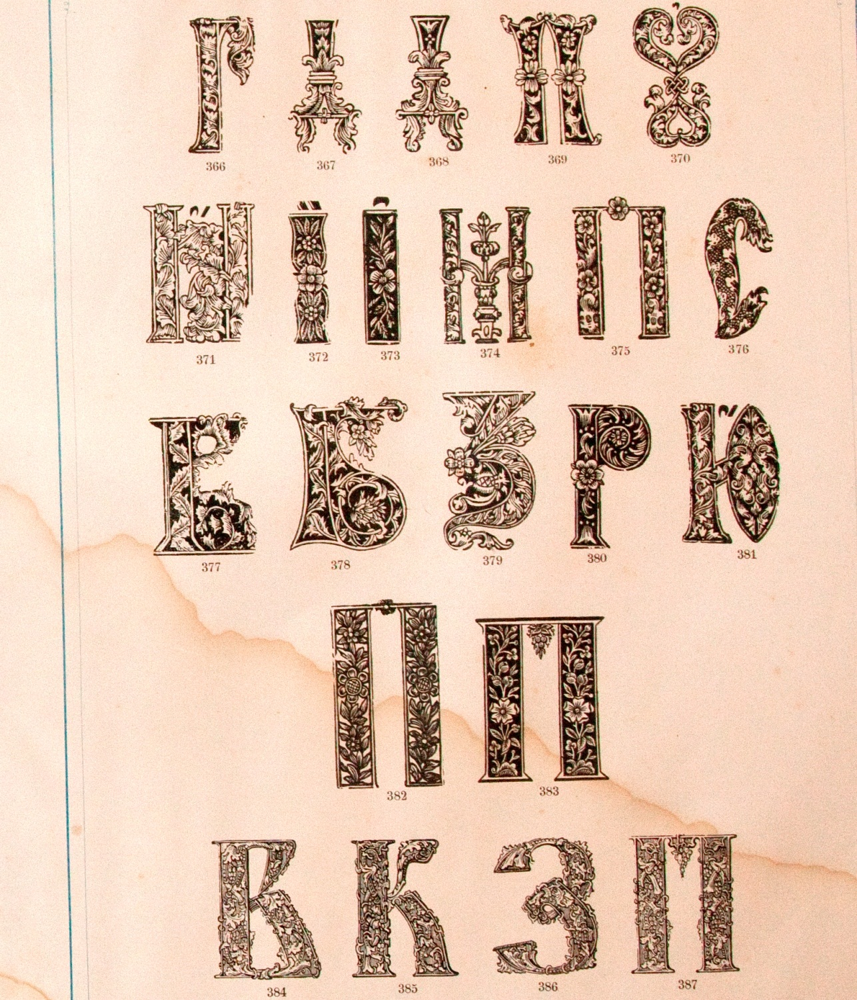 Г А А П Ѹ
366 367 368 369 370
Й Ї І Н П С
371 372 373 374 375 376
Б Б З Р Ю
377 378 379 380 381
П П
382 383
В К З П
384 385 386 387